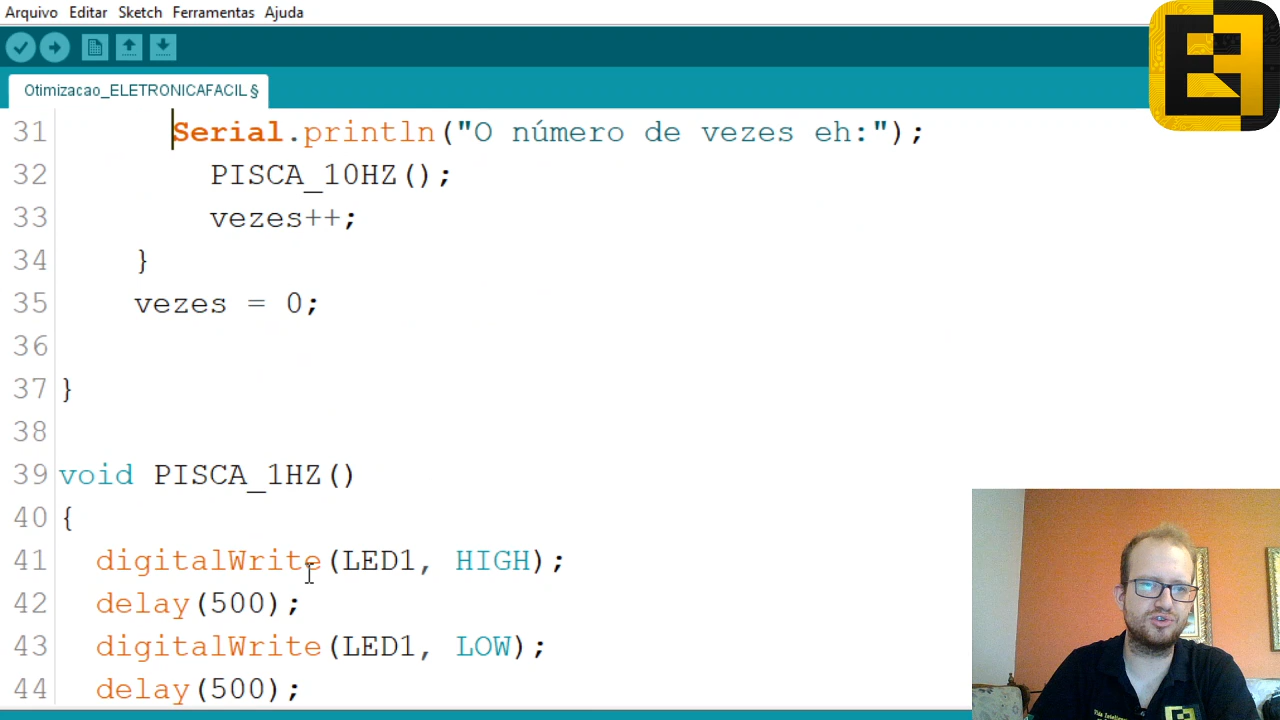 Arquivo Editar Sketch Ferramentas Ajuda
Otimizacao_ELETRONICAFACIL §
31 Serial.println("O número de vezes eh:");
32 PISCA_10HZ();
33 vezes++;
34 }
35 vezes = 0;
36
37 }
38
39 void PISCA_1HZ()
40 {
41 digitalWrite(LED1, HIGH);
42 delay(500);
43 digitalWrite(LED1, LOW);
44 delay(500);